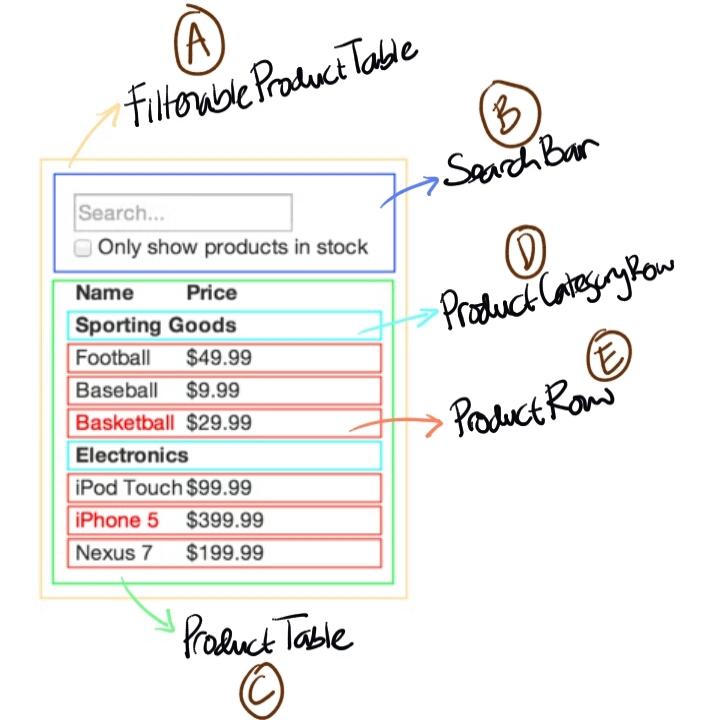 A
FilterableProductTable
B
SearchBar
Search...
Only show products in stock
D
ProductCategoryRow
Name Price
Sporting Goods
Football $49.99
Baseball $9.99
Basketball $29.99
E
ProductRow
Electronics
iPod Touch $99.99
iPhone 5 $399.99
Nexus 7 $199.99
ProductTable
C